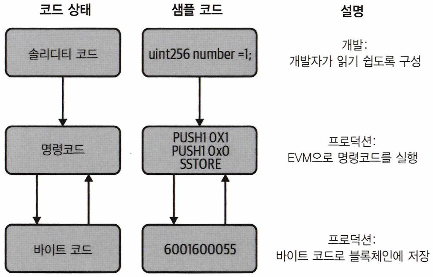 코드 상태
샘플 코드
설명
솔리디티 코드
uint256 number =1;
개발:
개발자가 읽기 쉽도록 구성
명령코드
PUSH1 0X1
PUSH1 0x0
SSTORE
프로덕션:
EVM으로 명령코드를 실행
바이트 코드
6001600055
프로덕션:
바이트 코드로 블록체인에 저장